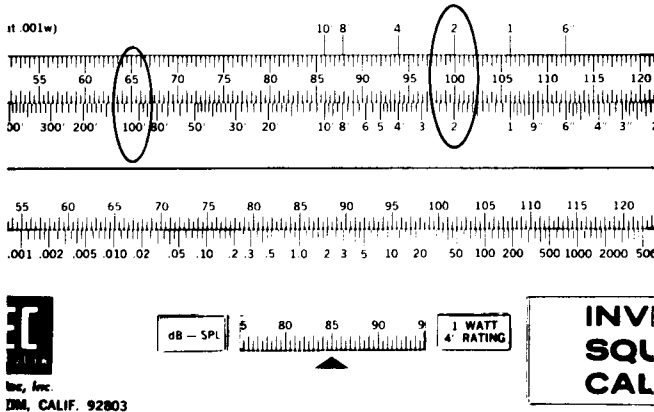 it .001w) 10' 8' 4' 2' 1' 6"
55 60 65 70 75 80 85 90 95 100 105 110 115 120
300' 200' 100' 80' 50' 30' 20' 10' 8' 6 5 4' 3 2' 1 9" 6" 4" 3"
55 60 65 70 75 80 85 90 95 100 105 110 115 120
.001 .002 .005 .010 .02 .05 .10 .2 .3 .5 1.0 2 3 5 10 20 50 100 200 500 1000 2000
dB – SPL
80 85 90
1 WATT
4' RATING
INV
SQU
CAL
Inc.
CALIF. 92803